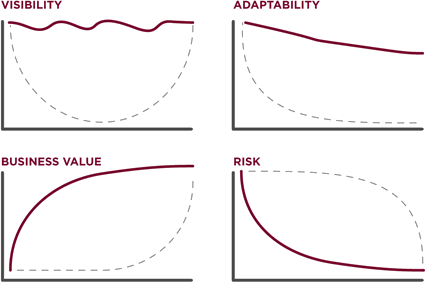 VISIBILITY
ADAPTABILITY
BUSINESS VALUE
RISK